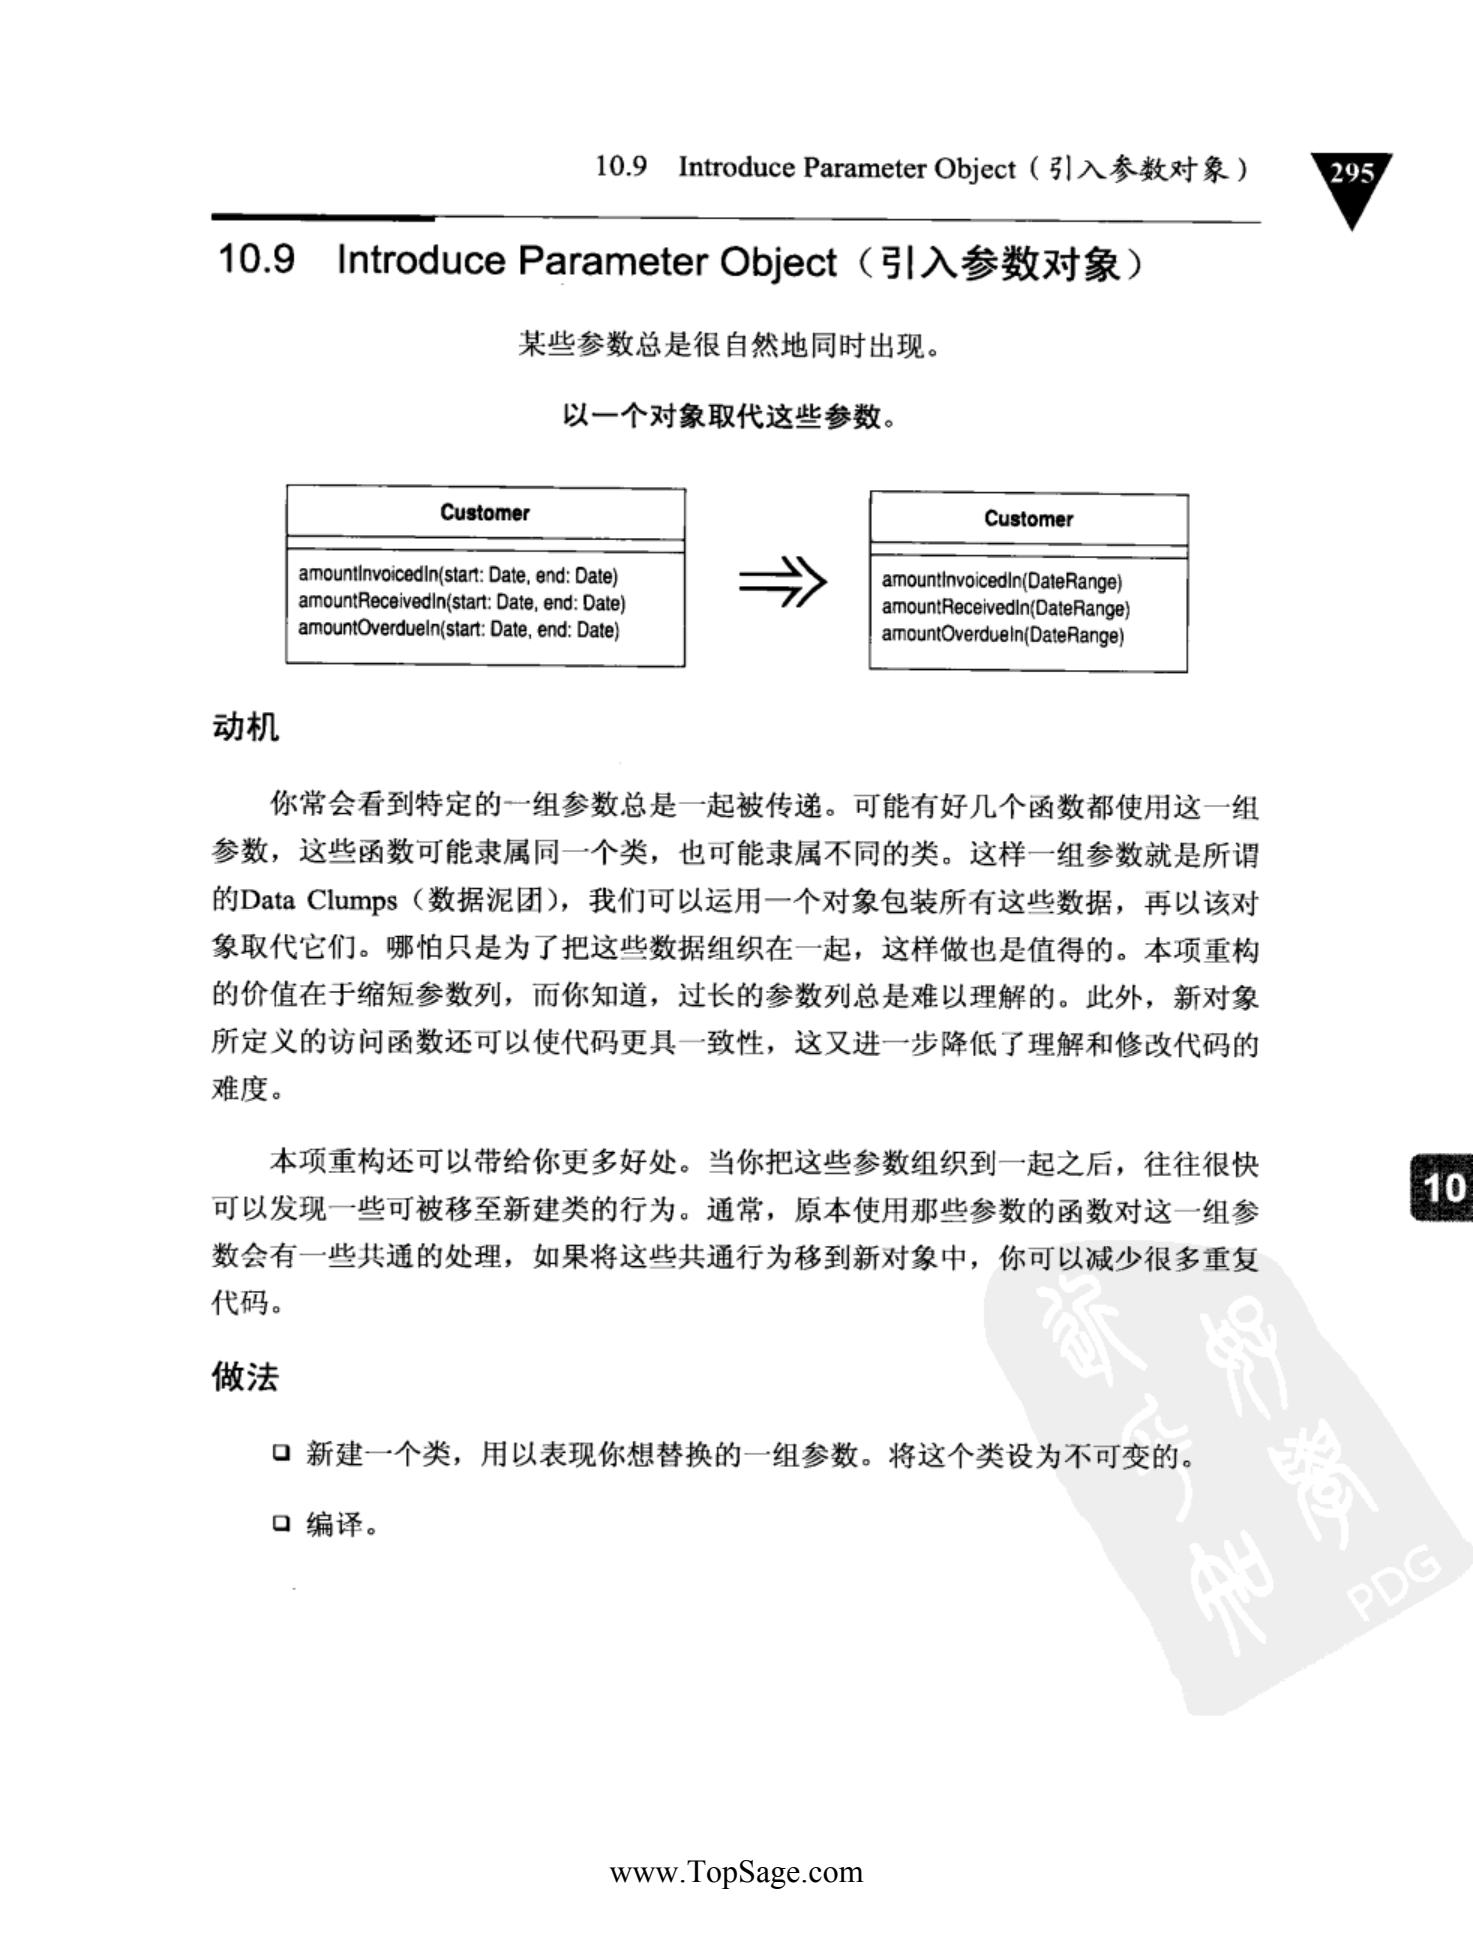 10.9 Introduce Parameter Object（引入参数对象）
295
10.9 Introduce Parameter Object（引入参数对象）
某些参数总是很自然地同时出现。
以一个对象取代这些参数。
Customer
amountInvoicedIn(start: Date, end: Date)
amountReceivedIn(start: Date, end: Date)
amountOverdueIn(start: Date, end: Date)
Customer
amountInvoicedIn(DateRange)
amountReceivedIn(DateRange)
amountOverdueIn(DateRange)
动机
你常会看到特定的一组参数总是一起被传递。可能有好几个函数都使用这一组
参数，这些函数可能隶属同一个类，也可能隶属不同的类。这样一组参数就是所谓
的Data Clumps（数据泥团），我们可以运用一个对象包装所有这些数据，再以该对
象取代它们。哪怕只是为了把这些数据组织在一起，这样做也是值得的。本项重构
的价值在于缩短参数列，而你知道，过长的参数列总是难以理解的。此外，新对象
所定义的访问函数还可以使代码更具一致性，这又进一步降低了理解和修改代码的
难度。
本项重构还可以带给你更多好处。当你把这些参数组织到一起之后，往往很快
可以发现一些可被移至新建类的行为。通常，原本使用那些参数的函数对这一组参
数会有一些共通的处理，如果将这些共通行为移到新对象中，你可以减少很多重复
代码。
10
做法
新建一个类，用以表现你想替换的一组参数。将这个类设为不可变的。
编译。
PDG
www.TopSage.com